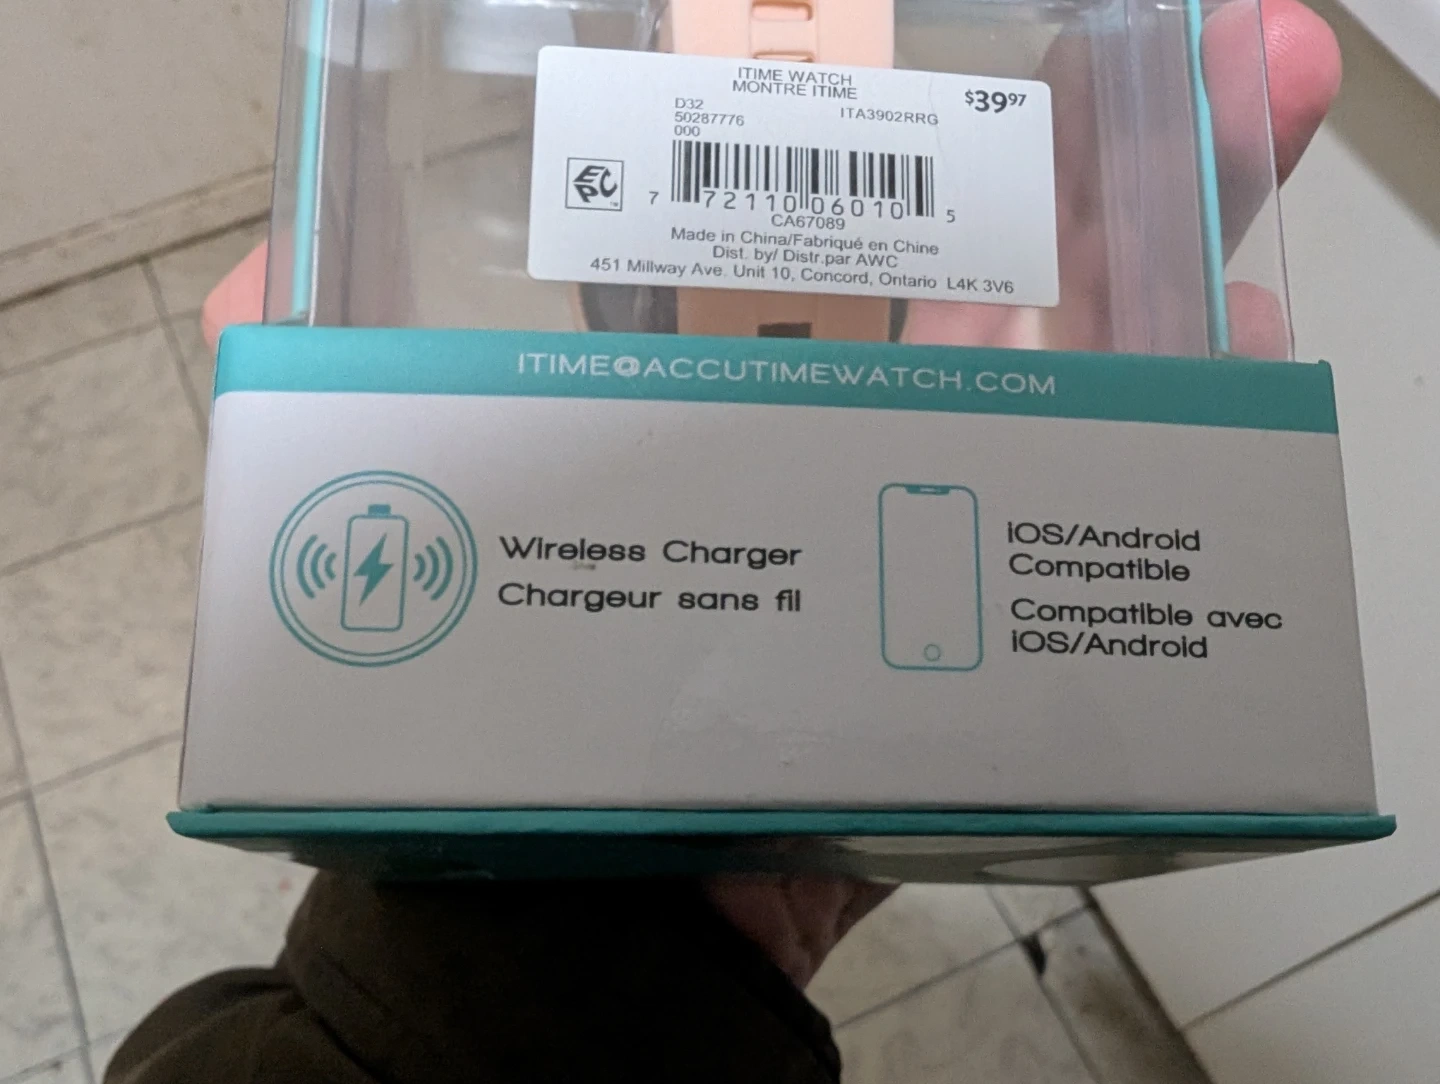 ITIME WATCH
MONTRE ITIME
$3997
D32
ITA3902RRG
50287776
000
EPC
7 72110 06010 5
CA67089
Made in China/Fabriqué en Chine
Dist. by/ Distr.par AWC
451 Millway Ave. Unit 10, Concord, Ontario L4K 3V6
ITIME@ACCUTIMEWATCH.COM
Wireless Charger
Chargeur sans fil
iOS/Android
Compatible
Compatible avec
iOS/Android